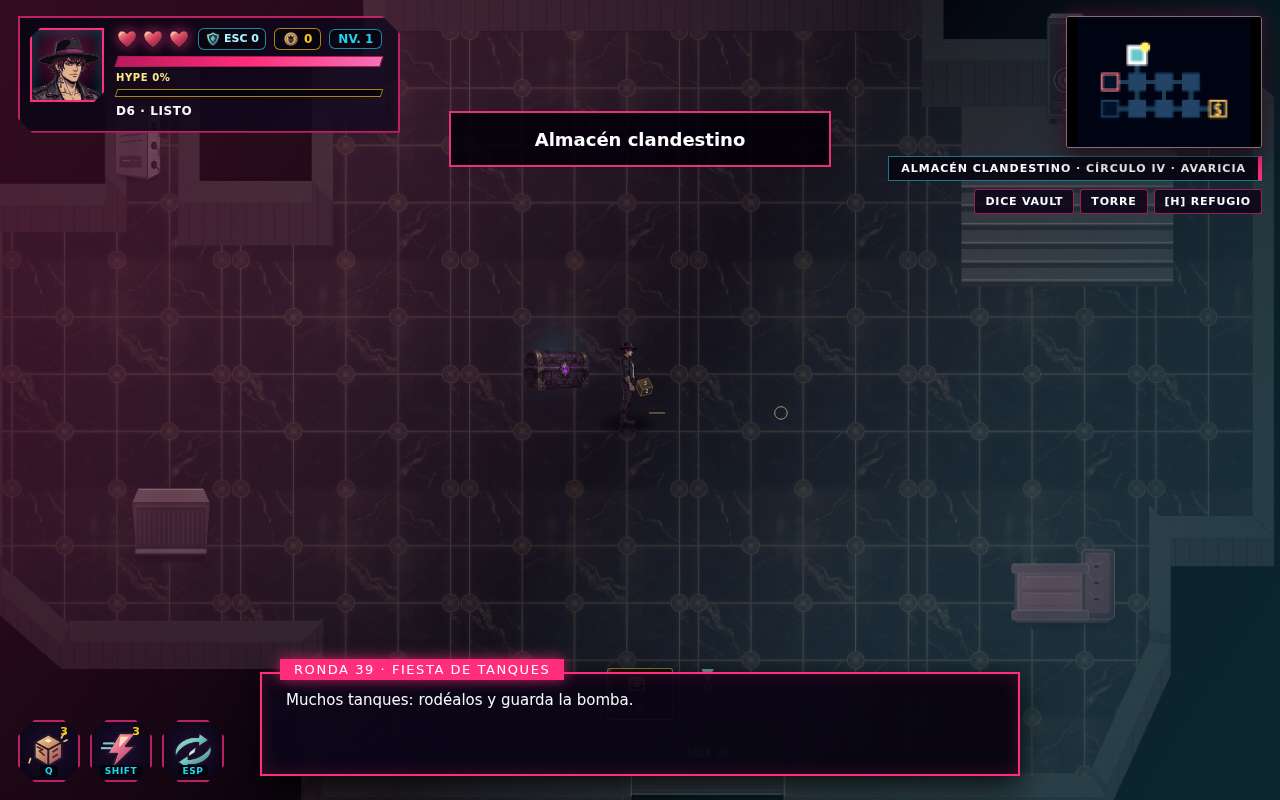 ESC 0
0
NV. 1
HYPE 0%
D6 · LISTO
Almacén clandestino
$
ALMACÉN CLANDESTINO · CÍRCULO IV · AVARICIA
DICE VAULT
TORRE
[H] REFUGIO
RONDA 39 · FIESTA DE TANQUES
Muchos tanques: rodéalos y guarda la bomba.
3
Q
3
SHIFT
ESP